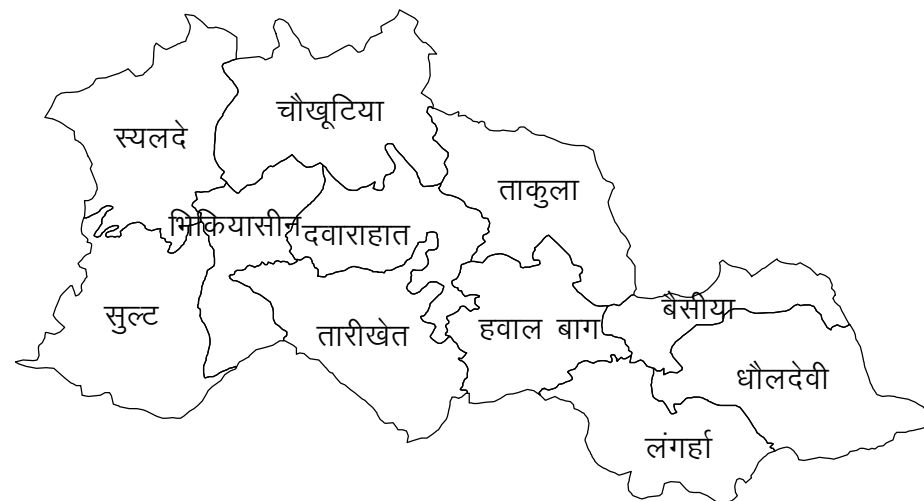 चौखूटिया
स्यलदे
ताकुला
भिकियासीन
दवाराहात
सुल्ट
तारीखेत
हवाल बाग
बैसीया
धौलदेवी
लंगर्हा